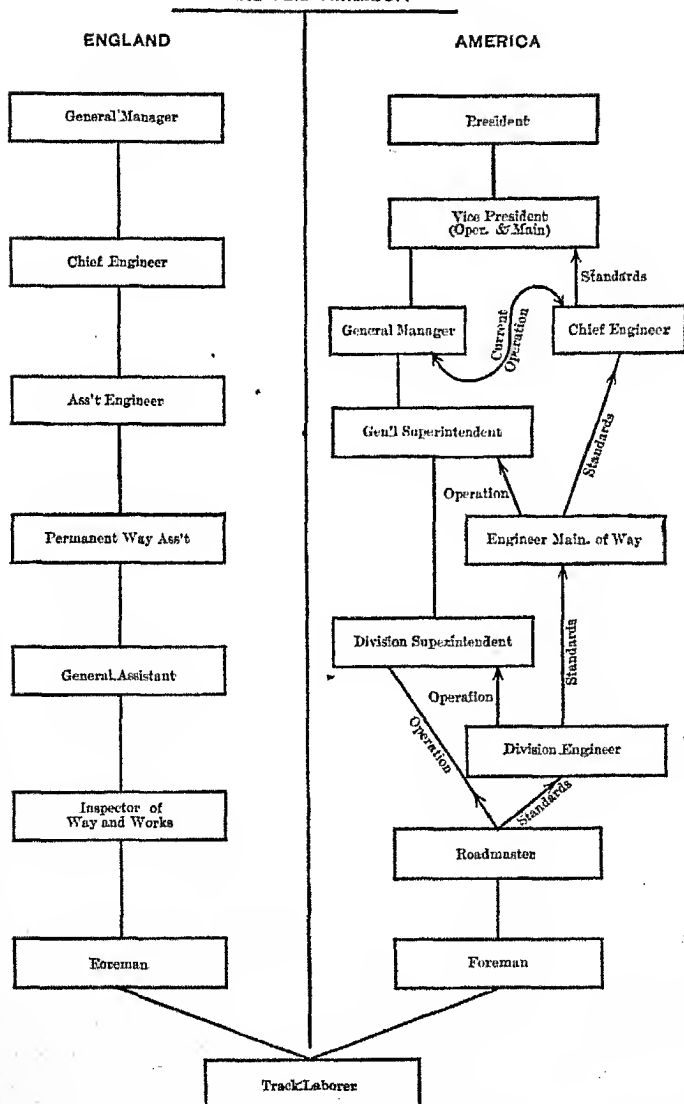 ENGLAND
General Manager
Chief Engineer
Ass't Engineer
Permanent Way Ass't
General Assistant
Inspector of
Way and Works
Foreman
AMERICA
President
Vice President
(Oper. & Main)
Standards
General Manager
Current
Operation
Chief Engineer
Gen'l Superintendent
Standards
Operation
Engineer Main. of Way
Division Superintendent
Standards
Operation
Operation
Division Engineer
Standards
Roadmaster
Foreman
Track Laborer